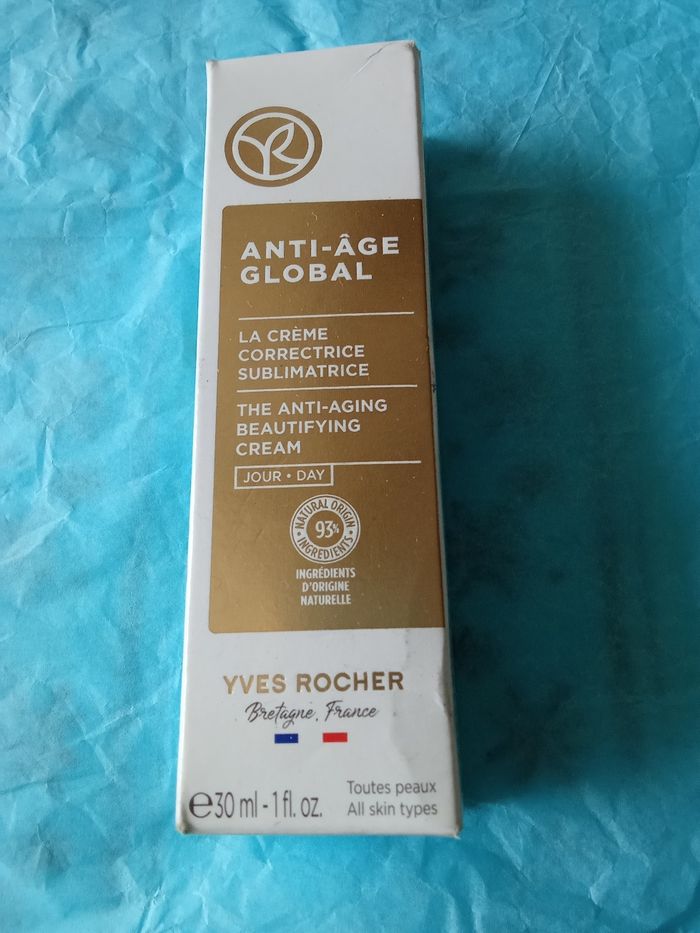 ANTI-ÂGE
GLOBAL
LA CRÈME
CORRECTRICE
SUBLIMATRICE
THE ANTI-AGING
BEAUTIFYING
CREAM
JOUR • DAY
• NATURAL ORIGIN •
93%
INGREDIENTS
INGRÉDIENTS
D'ORIGINE
NATURELLE
YVES ROCHER
Bretagne, France
℮30 ml - 1 fl. oz.
Toutes peaux
All skin types